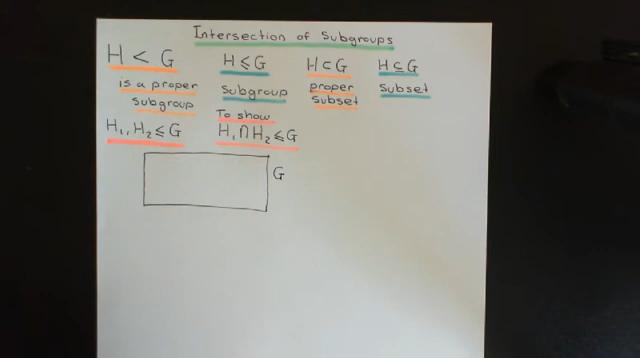 Intersection of Subgroups
H < G H ⩽ G H ⊂ G H ⊆ G
is a proper subgroup proper subset
subgroup subset
To show
H₁, H₂ ⩽ G H₁ ∩ H₂ ⩽ G
G